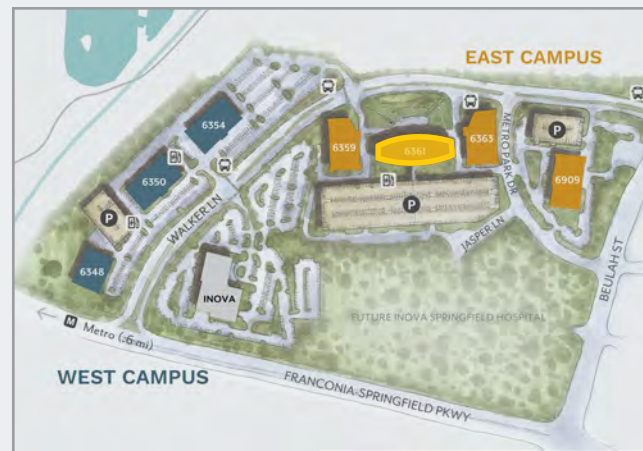 EAST CAMPUS
6354
6359
6361
6363
METRO PARK DR
P
6350
6909
WALKER LN
P
P
JASPER LN
BEULAH ST
6348
INOVA
FUTURE INOVA SPRINGFIELD HOSPITAL
M Metro (.6 mi)
WEST CAMPUS
FRANCONIA-SPRINGFIELD PKWY